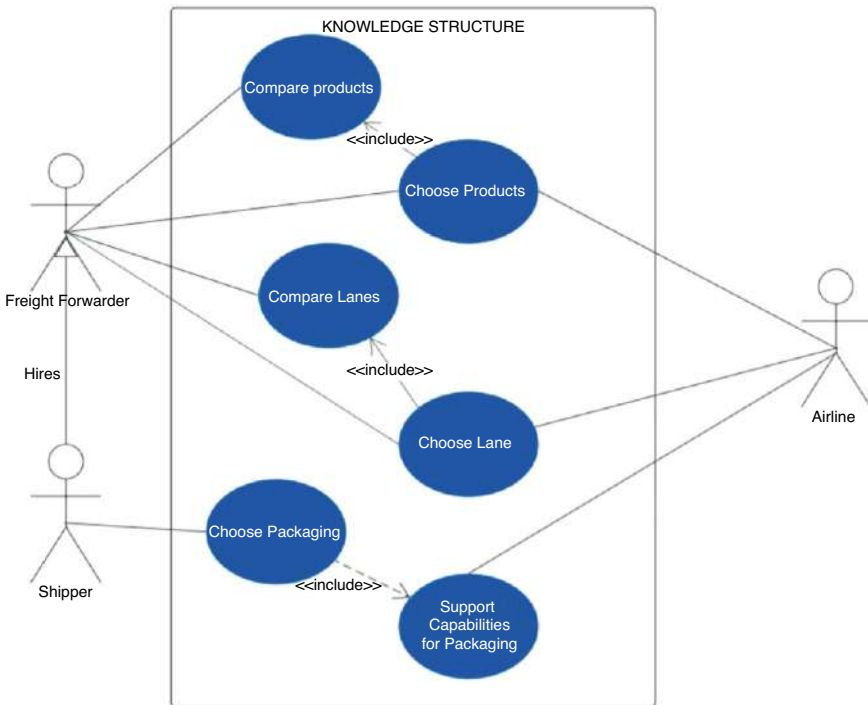 KNOWLEDGE STRUCTURE
Compare products
<<include>>
Choose Products
Freight Forwarder
Compare Lanes
<<include>>
Hires
Choose Lane
Airline
Choose Packaging
Shipper
<<include>>
Support
Capabilities
for Packaging